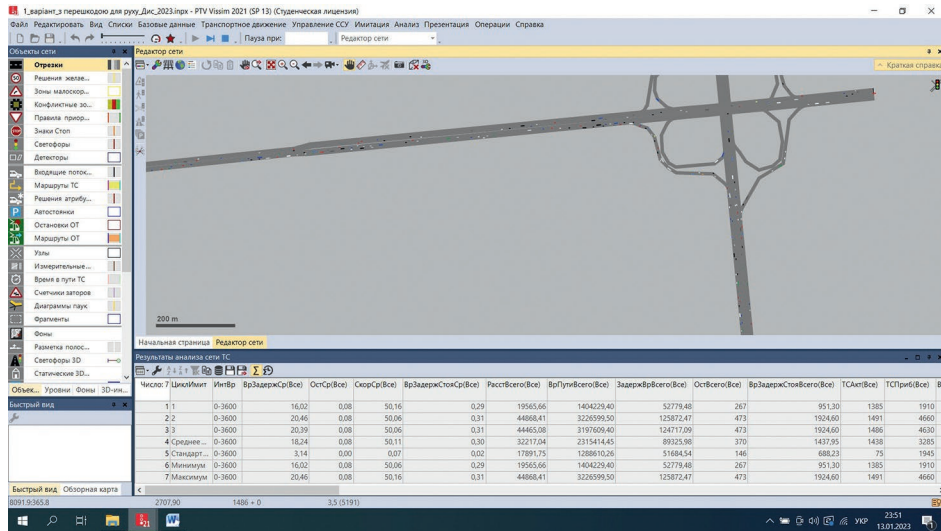 1_варіант_з перешкодою для руху_Дис_2023.inpx - PTV Vissim 2021 (SP 13) (Студенческая лицензия)
Файл Редактировать Вид Списки Базовые данные Транспортное движение Управление ССУ Имитация Анализ Презентация Операции Справка
Пауза при: Редактор сети
Объекты сети
Отрезки
Решения желае...
Зоны малоскор...
Конфликтные зо...
Правила приор...
Знаки Стоп
Светофоры
Детекторы
Входящие поток...
Маршруты ТС
Решения атрибу...
Автостоянки
Остановки ОТ
Маршруты ОТ
Узлы
Измерительные...
Время в пути ТС
Счетчики заторов
Диаграммы паук
Фрагменты
Фоны
Разметка полос...
Светофоры 3D
Статические 3D...
Объек... Уровни Фоны 3D-ин...
Быстрый вид
Быстрый вид Обзорная карта
Редактор сети
Краткая справка
200 m
Начальная страница Редактор сети
Результаты анализа сети ТС
Число: 7 ЦиклИмит ИнтВр ВрЗадержСр(Все) ОстСр(Все) СкорСр(Все) ВрЗадержСтояСр(Все) РасстВсего(Все) ВрПутиВсего(Все) ЗадержВрВсего(Все) ОстВсего(Все) ВрЗадержСтояВсего(Все) ТСАкт(Все) ТСПриб(Все) В
1 1 0-3600 16,02 0,08 50,16 0,29 19565,66 1404229,40 52779,48 267 951,30 1385 1910
2 2 0-3600 20,46 0,08 50,11 0,31 44868,41 3226599,50 125872,47 473 1924,60 1491 4660
3 3 0-3600 20,39 0,08 50,06 0,31 44465,08 3197609,40 124717,09 473 1924,60 1486 4630
4 Среднее ... 0-3600 18,24 0,08 50,11 0,30 32217,04 2315414,45 89325,98 370 1437,95 1438 3285
5 Стандарт... 0-3600 3,14 0,00 0,07 0,02 17891,75 1288610,26 51684,54 146 688,23 75 1945
6 Минимум 0-3600 16,02 0,08 50,06 0,29 19565,66 1404229,40 52779,48 267 951,30 1385 1910
7 Максимум 0-3600 20,46 0,08 50,16 0,31 44868,41 3226599,50 125872,47 473 1924,60 1491 4660
8091.9:365.8 2707,90 1486 + 0 3,5 (5191)
УКР 23:51
13.01.2023